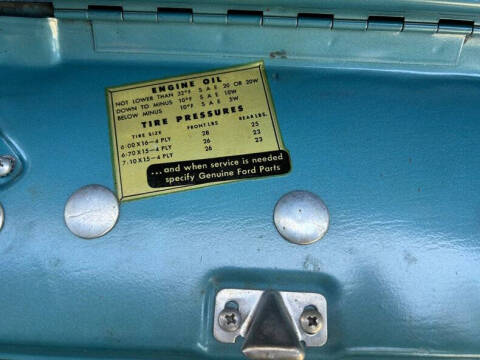 ENGINE OIL
NOT LOWER THAN 32°F S A E 20 OR 20W
DOWN TO MINUS 10°F S A E 10W
BELOW MINUS 10°F S A E 5W
TIRE PRESSURES
TIRE SIZE FRONT LBS REAR LBS.
6·00 X 16–4 PLY 28 25
6·70 X 15–4 PLY 26 23
7·10 X 15–4 PLY 26 23
...and when service is needed
specify Genuine Ford Parts